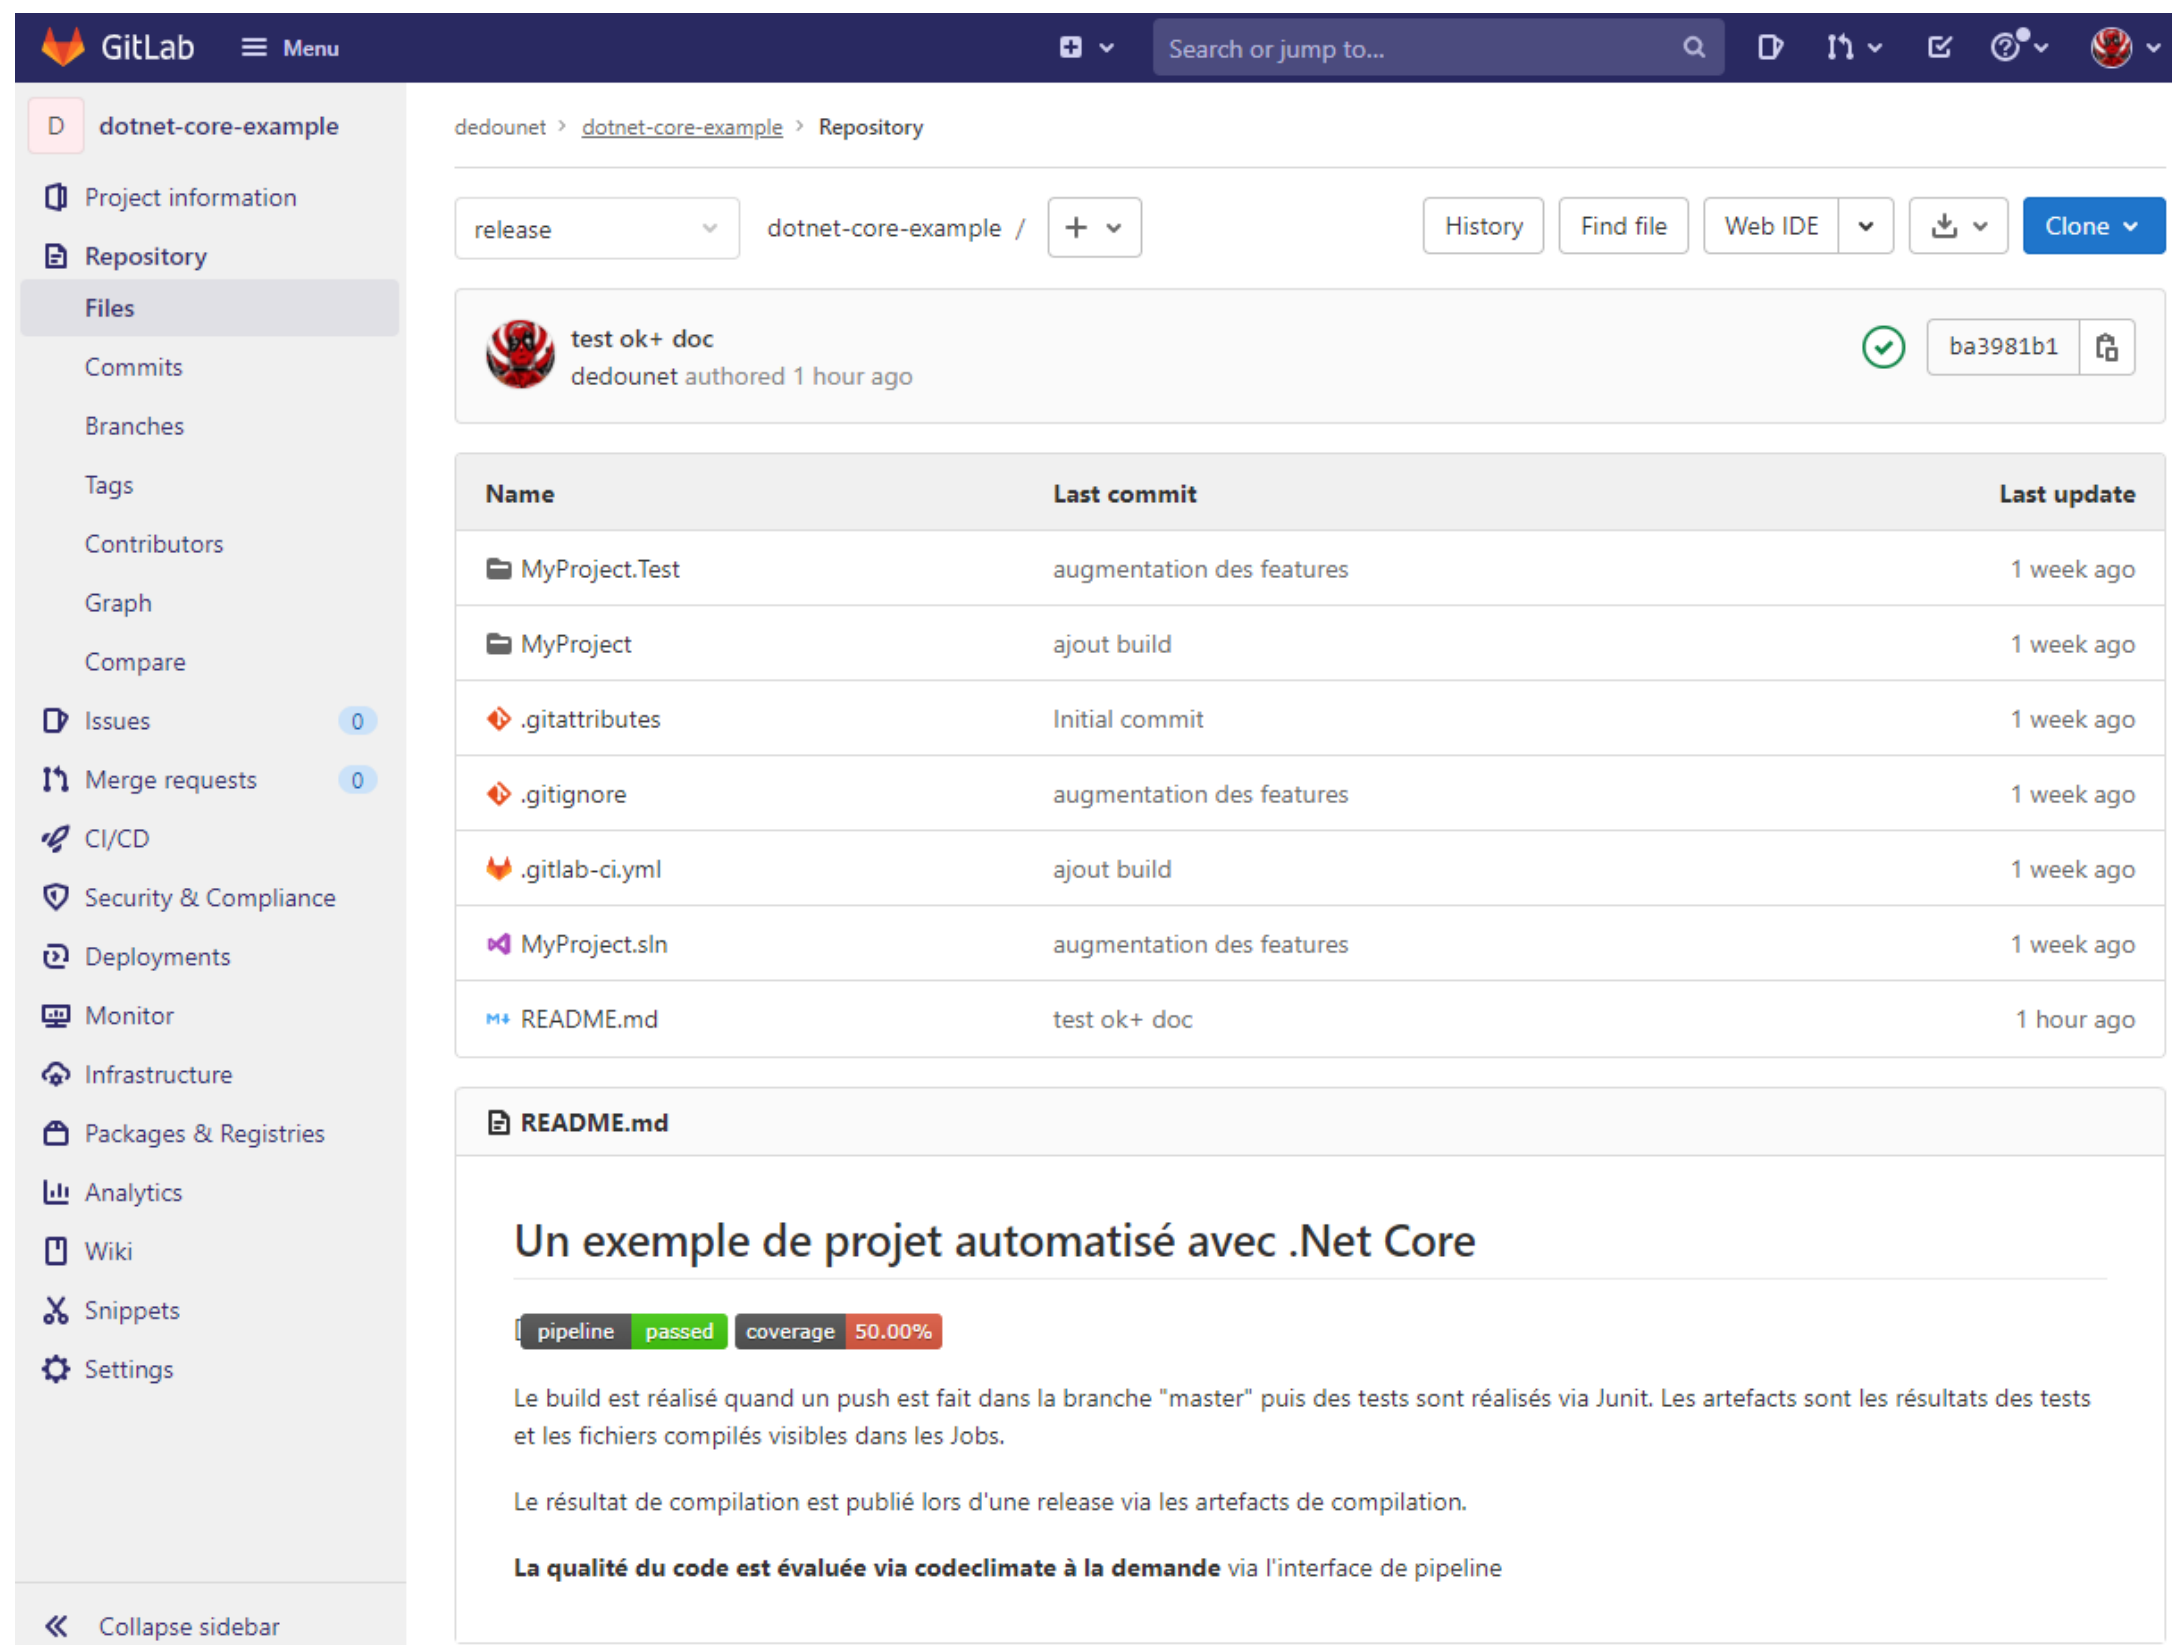 GitLab Menu Search or jump to...
D dotnet-core-example
Project information
Repository
Files
Commits
Branches
Tags
Contributors
Graph
Compare
Issues 0
Merge requests 0
CI/CD
Security & Compliance
Deployments
Monitor
Infrastructure
Packages & Registries
Analytics
Wiki
Snippets
Settings
Collapse sidebar
dedounet > dotnet-core-example > Repository
release dotnet-core-example / + History Find file Web IDE Clone
test ok+ doc
dedounet authored 1 hour ago
ba3981b1
Name Last commit Last update
MyProject.Test augmentation des features 1 week ago
MyProject ajout build 1 week ago
.gitattributes Initial commit 1 week ago
.gitignore augmentation des features 1 week ago
.gitlab-ci.yml ajout build 1 week ago
MyProject.sln augmentation des features 1 week ago
README.md test ok+ doc 1 hour ago
README.md
Un exemple de projet automatisé avec .Net Core
pipeline passed coverage 50.00%
Le build est réalisé quand un push est fait dans la branche "master" puis des tests sont réalisés via Junit. Les artefacts sont les résultats des tests
et les fichiers compilés visibles dans les Jobs.
Le résultat de compilation est publié lors d'une release via les artefacts de compilation.
La qualité du code est évaluée via codeclimate à la demande via l'interface de pipeline